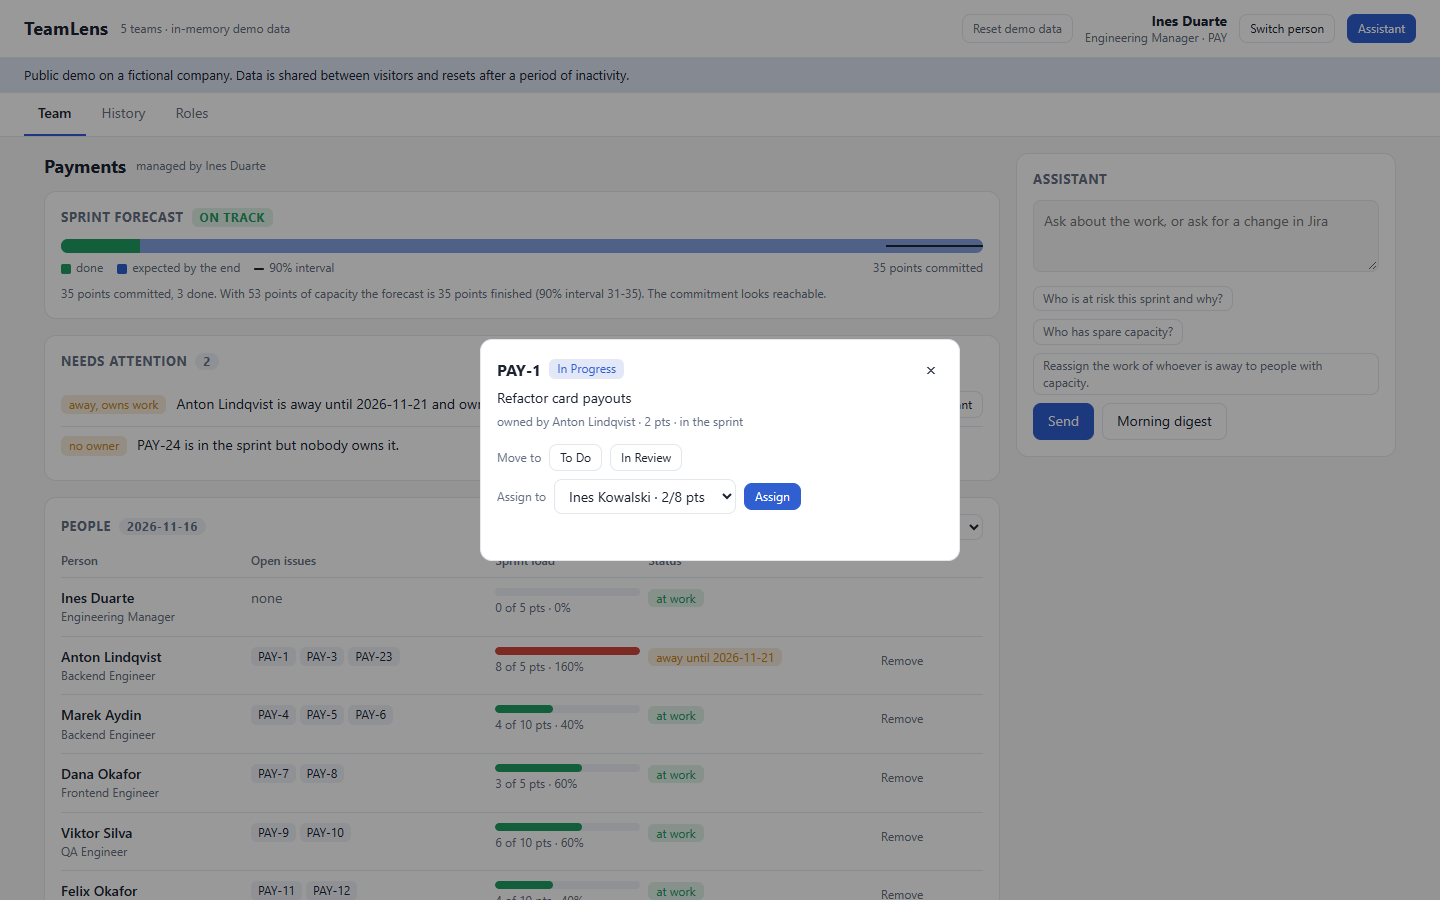 TeamLens 5 teams · in-memory demo data Reset demo data Ines Duarte Switch person Assistant
Engineering Manager · PAY
Public demo on a fictional company. Data is shared between visitors and resets after a period of inactivity.
Team History Roles
Payments managed by Ines Duarte
SPRINT FORECAST ON TRACK
done expected by the end 90% interval 35 points committed
35 points committed, 3 done. With 53 points of capacity the forecast is 35 points finished (90% interval 31-35). The commitment looks reachable.
NEEDS ATTENTION 2
away, owns work Anton Lindqvist is away until 2026-11-21 and
no owner PAY-24 is in the sprint but nobody owns it.
PAY-1 In Progress ×
Refactor card payouts
owned by Anton Lindqvist · 2 pts · in the sprint
Move to To Do In Review
Assign to Ines Kowalski · 2/8 pts Assign
PEOPLE 2026-11-16
Person Open issues Sprint load Status
Ines Duarte none 0 of 5 pts · 0% at work
Engineering Manager
Anton Lindqvist PAY-1 PAY-3 PAY-23 8 of 5 pts · 160% away until 2026-11-21 Remove
Backend Engineer
Marek Aydin PAY-4 PAY-5 PAY-6 4 of 10 pts · 40% at work Remove
Backend Engineer
Dana Okafor PAY-7 PAY-8 3 of 5 pts · 60% at work Remove
Frontend Engineer
Viktor Silva PAY-9 PAY-10 6 of 10 pts · 60% at work Remove
QA Engineer
Felix Okafor PAY-11 PAY-12 4 of 10 pts · 40% at work Remove
ASSISTANT
Ask about the work, or ask for a change in Jira
Who is at risk this sprint and why?
Who has spare capacity?
Reassign the work of whoever is away to people with
capacity.
Send Morning digest